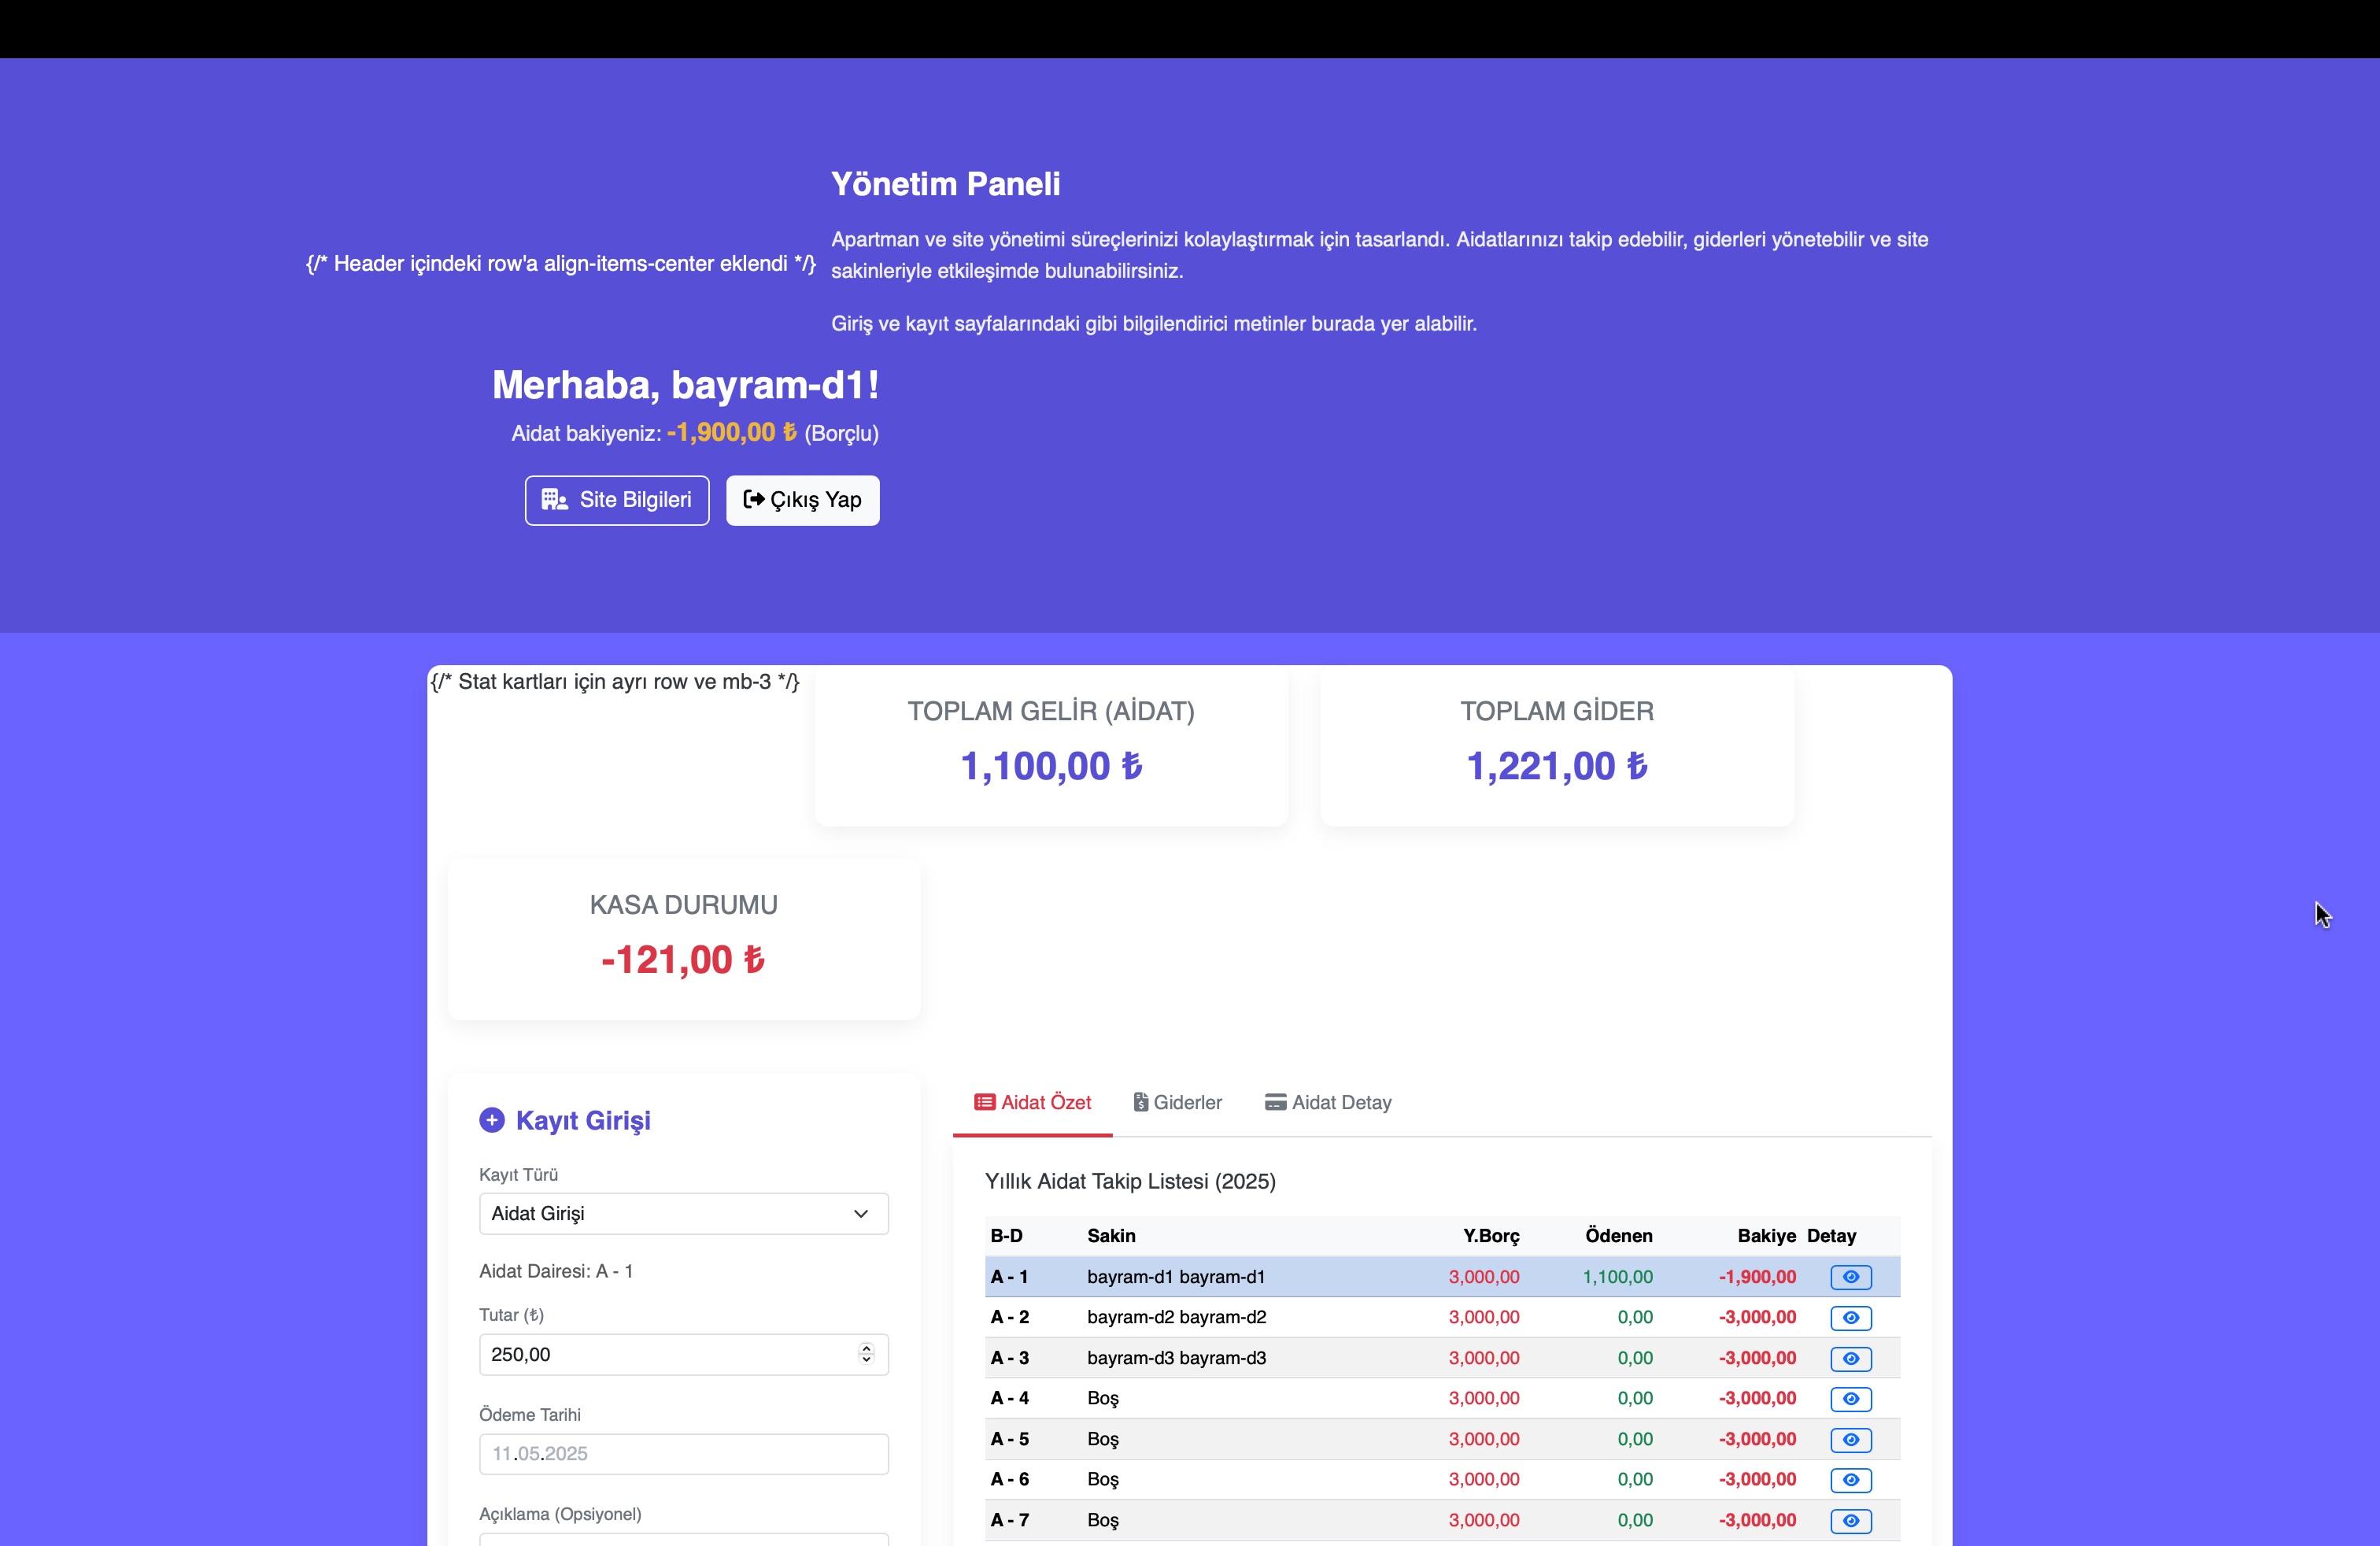 Yönetim Paneli
{/* Header içindeki row'a align-items-center eklendi */}
Apartman ve site yönetimi süreçlerinizi kolaylaştırmak için tasarlandı. Aidatlarınızı takip edebilir, giderleri yönetebilir ve site
sakinleriyle etkileşimde bulunabilirsiniz.
Giriş ve kayıt sayfalarındaki gibi bilgilendirici metinler burada yer alabilir.
Merhaba, bayram-d1!
Aidat bakiyeniz: -1,900,00 ₺ (Borçlu)
Site Bilgileri
Çıkış Yap
{/* Stat kartları için ayrı row ve mb-3 */}
TOPLAM GELİR (AİDAT)
1,100,00 ₺
TOPLAM GİDER
1,221,00 ₺
KASA DURUMU
-121,00 ₺
Kayıt Girişi
Kayıt Türü
Aidat Girişi
Aidat Dairesi: A - 1
Tutar (₺)
250,00
Ödeme Tarihi
11.05.2025
Açıklama (Opsiyonel)
Aidat Özet Giderler Aidat Detay
Yıllık Aidat Takip Listesi (2025)
B-D Sakin Y.Borç Ödenen Bakiye Detay
A - 1 bayram-d1 bayram-d1 3,000,00 1,100,00 -1,900,00
A - 2 bayram-d2 bayram-d2 3,000,00 0,00 -3,000,00
A - 3 bayram-d3 bayram-d3 3,000,00 0,00 -3,000,00
A - 4 Boş 3,000,00 0,00 -3,000,00
A - 5 Boş 3,000,00 0,00 -3,000,00
A - 6 Boş 3,000,00 0,00 -3,000,00
A - 7 Boş 3,000,00 0,00 -3,000,00